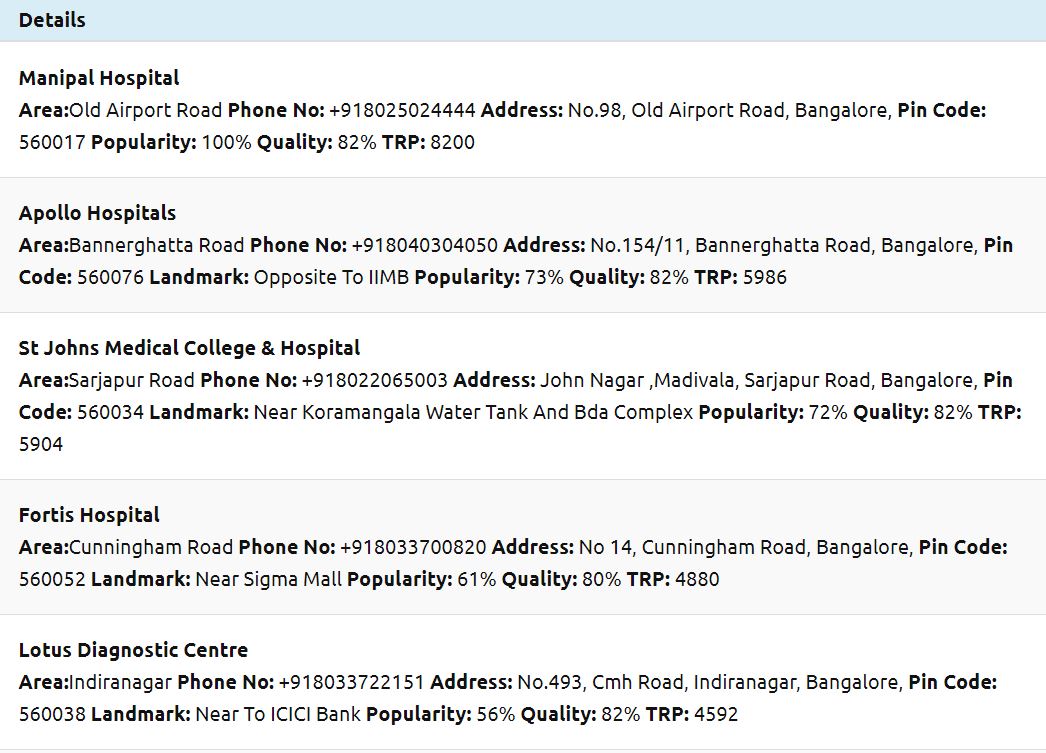 Details
Manipal Hospital
Area:Old Airport Road Phone No: +918025024444 Address: No.98, Old Airport Road, Bangalore, Pin Code:
560017 Popularity: 100% Quality: 82% TRP: 8200
Apollo Hospitals
Area:Bannerghatta Road Phone No: +918040304050 Address: No.154/11, Bannerghatta Road, Bangalore, Pin
Code: 560076 Landmark: Opposite To IIMB Popularity: 73% Quality: 82% TRP: 5986
St Johns Medical College & Hospital
Area:Sarjapur Road Phone No: +918022065003 Address: John Nagar ,Madivala, Sarjapur Road, Bangalore, Pin
Code: 560034 Landmark: Near Koramangala Water Tank And Bda Complex Popularity: 72% Quality: 82% TRP:
5904
Fortis Hospital
Area:Cunningham Road Phone No: +918033700820 Address: No 14, Cunningham Road, Bangalore, Pin Code:
560052 Landmark: Near Sigma Mall Popularity: 61% Quality: 80% TRP: 4880
Lotus Diagnostic Centre
Area:Indiranagar Phone No: +918033722151 Address: No.493, Cmh Road, Indiranagar, Bangalore, Pin Code:
560038 Landmark: Near To ICICI Bank Popularity: 56% Quality: 82% TRP: 4592